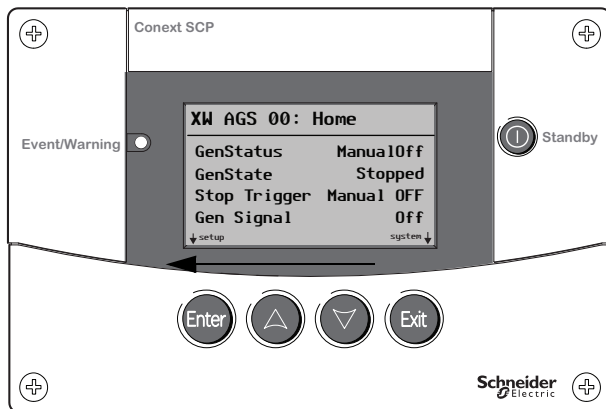 Conext SCP
Event/Warning
Standby
XW AGS 00: Home
GenStatus ManualOff
GenState Stopped
Stop Trigger Manual OFF
Gen Signal Off
setup system
Enter Exit
Schneider
Electric